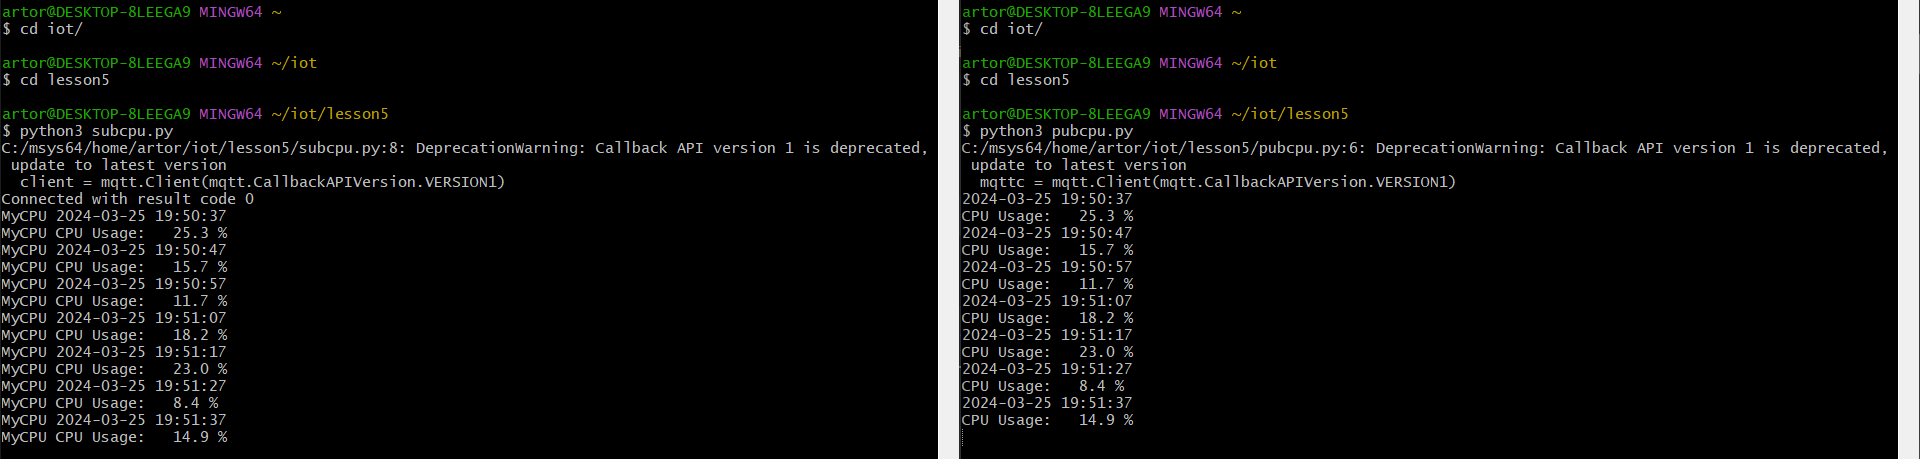 artor@DESKTOP-8LEEGA9 MINGW64 ~
$ cd iot/
artor@DESKTOP-8LEEGA9 MINGW64 ~/iot
$ cd lesson5
artor@DESKTOP-8LEEGA9 MINGW64 ~/iot/lesson5
$ python3 subcpu.py
C:/msys64/home/artor/iot/lesson5/subcpu.py:8: DeprecationWarning: Callback API version 1 is deprecated,
update to latest version
client = mqtt.Client(mqtt.CallbackAPIVersion.VERSION1)
Connected with result code 0
MyCPU 2024-03-25 19:50:37
MyCPU CPU Usage:   25.3 %
MyCPU 2024-03-25 19:50:47
MyCPU CPU Usage:   15.7 %
MyCPU 2024-03-25 19:50:57
MyCPU CPU Usage:   11.7 %
MyCPU 2024-03-25 19:51:07
MyCPU CPU Usage:   18.2 %
MyCPU 2024-03-25 19:51:17
MyCPU CPU Usage:   23.0 %
MyCPU 2024-03-25 19:51:27
MyCPU CPU Usage:   8.4 %
MyCPU 2024-03-25 19:51:37
MyCPU CPU Usage:   14.9 %
artor@DESKTOP-8LEEGA9 MINGW64 ~
$ cd iot/
artor@DESKTOP-8LEEGA9 MINGW64 ~/iot
$ cd lesson5
artor@DESKTOP-8LEEGA9 MINGW64 ~/iot/lesson5
$ python3 pubcpu.py
C:/msys64/home/artor/iot/lesson5/pubcpu.py:6: DeprecationWarning: Callback API version 1 is deprecated,
update to latest version
mqttc = mqtt.Client(mqtt.CallbackAPIVersion.VERSION1)
2024-03-25 19:50:37
CPU Usage:   25.3 %
2024-03-25 19:50:47
CPU Usage:   15.7 %
2024-03-25 19:50:57
CPU Usage:   11.7 %
2024-03-25 19:51:07
CPU Usage:   18.2 %
2024-03-25 19:51:17
CPU Usage:   23.0 %
2024-03-25 19:51:27
CPU Usage:   8.4 %
2024-03-25 19:51:37
CPU Usage:   14.9 %